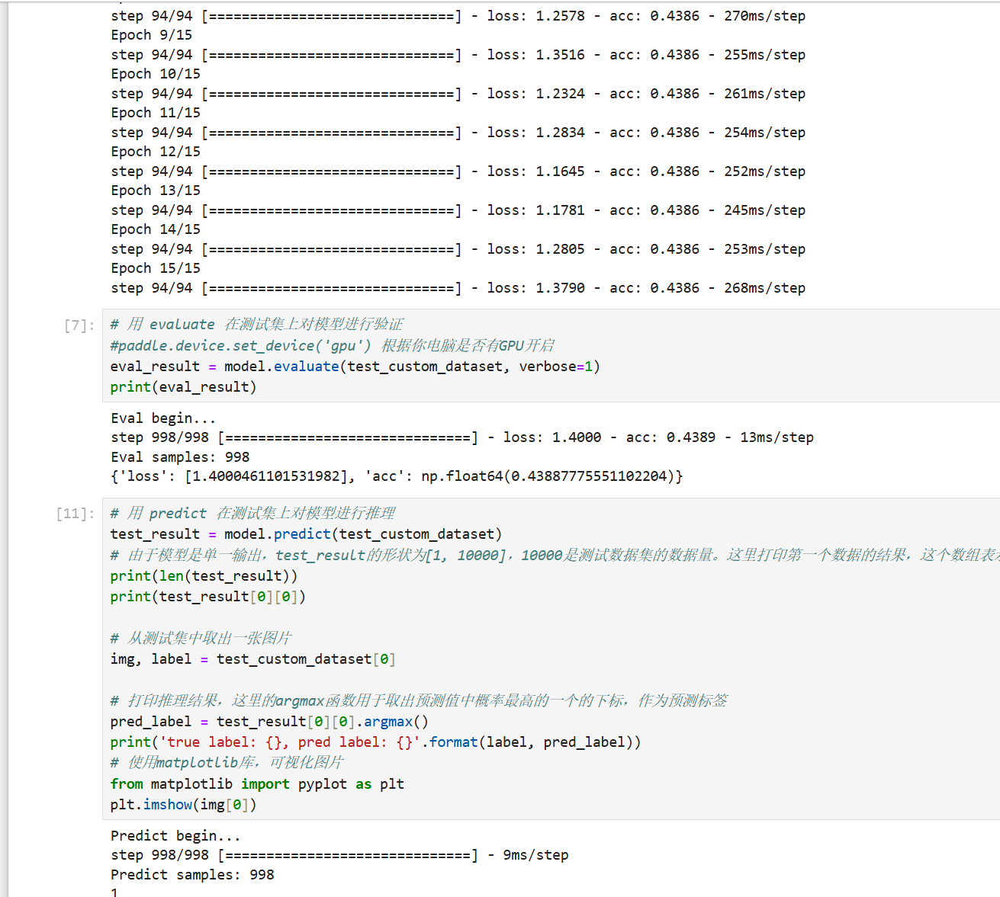 step 94/94 [==============================] - loss: 1.2578 - acc: 0.4386 - 270ms/step
Epoch 9/15
step 94/94 [==============================] - loss: 1.3516 - acc: 0.4386 - 255ms/step
Epoch 10/15
step 94/94 [==============================] - loss: 1.2324 - acc: 0.4386 - 261ms/step
Epoch 11/15
step 94/94 [==============================] - loss: 1.2834 - acc: 0.4386 - 254ms/step
Epoch 12/15
step 94/94 [==============================] - loss: 1.1645 - acc: 0.4386 - 252ms/step
Epoch 13/15
step 94/94 [==============================] - loss: 1.1781 - acc: 0.4386 - 245ms/step
Epoch 14/15
step 94/94 [==============================] - loss: 1.2805 - acc: 0.4386 - 253ms/step
Epoch 15/15
step 94/94 [==============================] - loss: 1.3790 - acc: 0.4386 - 268ms/step
[7]: # 用 evaluate 在测试集上对模型进行验证
#paddle.device.set_device('gpu') 根据你电脑是否有GPU开启
eval_result = model.evaluate(test_custom_dataset, verbose=1)
print(eval_result)
Eval begin...
step 998/998 [==============================] - loss: 1.4000 - acc: 0.4389 - 13ms/step
Eval samples: 998
{'loss': [1.4000461101531982], 'acc': np.float64(0.43887775551102204)}
[11]: # 用 predict 在测试集上对模型进行推理
test_result = model.predict(test_custom_dataset)
# 由于模型是单一输出，test_result的形状为[1, 10000]，10000是测试数据集的数据量。这里打印第一个数据的结果，这个数组表
print(len(test_result))
print(test_result[0][0])
# 从测试集中取出一张图片
img, label = test_custom_dataset[0]
# 打印推理结果，这里的argmax函数用于取出预测值中概率最高的一个的下标，作为预测标签
pred_label = test_result[0][0].argmax()
print('true label: {}, pred label: {}'.format(label, pred_label))
# 使用matplotlib库，可视化图片
from matplotlib import pyplot as plt
plt.imshow(img[0])
Predict begin...
step 998/998 [==============================] - 9ms/step
Predict samples: 998
1